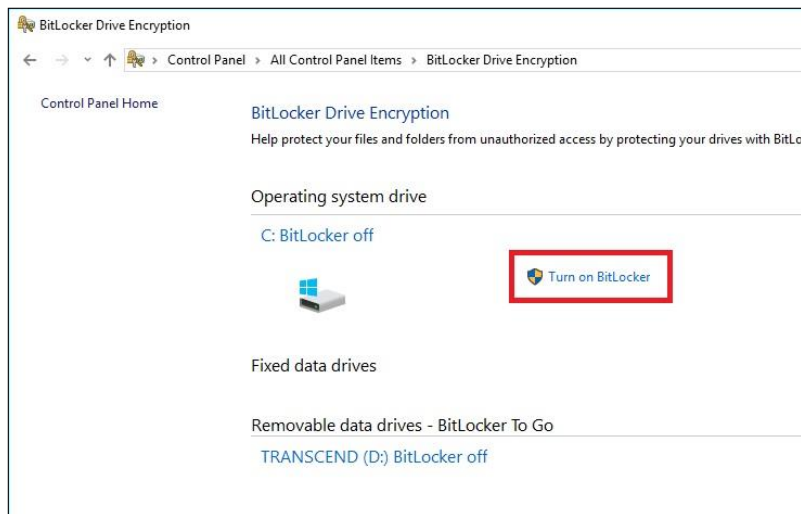 BitLocker Drive Encryption
Control Panel > All Control Panel Items > BitLocker Drive Encryption
Control Panel Home
BitLocker Drive Encryption
Help protect your files and folders from unauthorized access by protecting your drives with BitLo
Operating system drive
C: BitLocker off
Turn on BitLocker
Fixed data drives
Removable data drives - BitLocker To Go
TRANSCEND (D:) BitLocker off